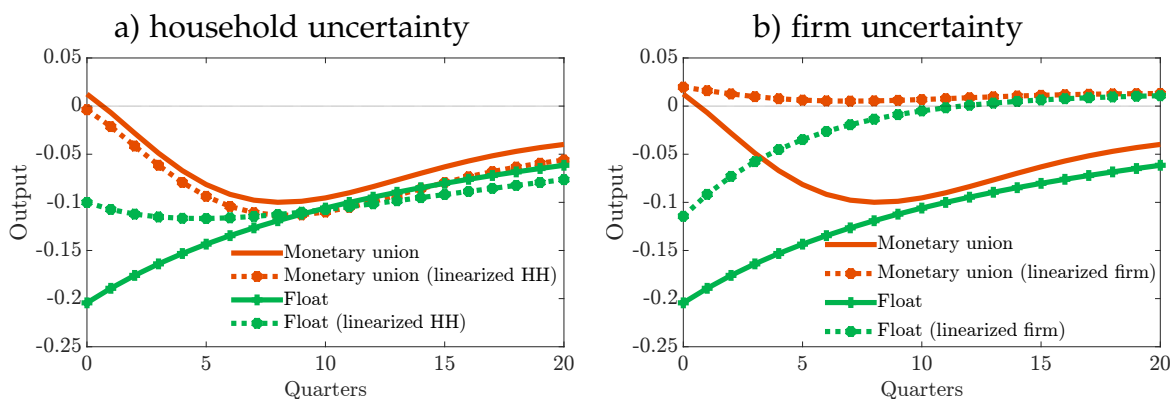 a) household uncertainty
0.05
0
-0.05
-0.1
-0.15
-0.2
-0.25
Output
Monetary union
Monetary union (linearized HH)
Float
Float (linearized HH)
0 5 10 15 20
Quarters
b) firm uncertainty
0.05
0
-0.05
-0.1
-0.15
-0.2
-0.25
Output
Monetary union
Monetary union (linearized firm)
Float
Float (linearized firm)
0 5 10 15 20
Quarters